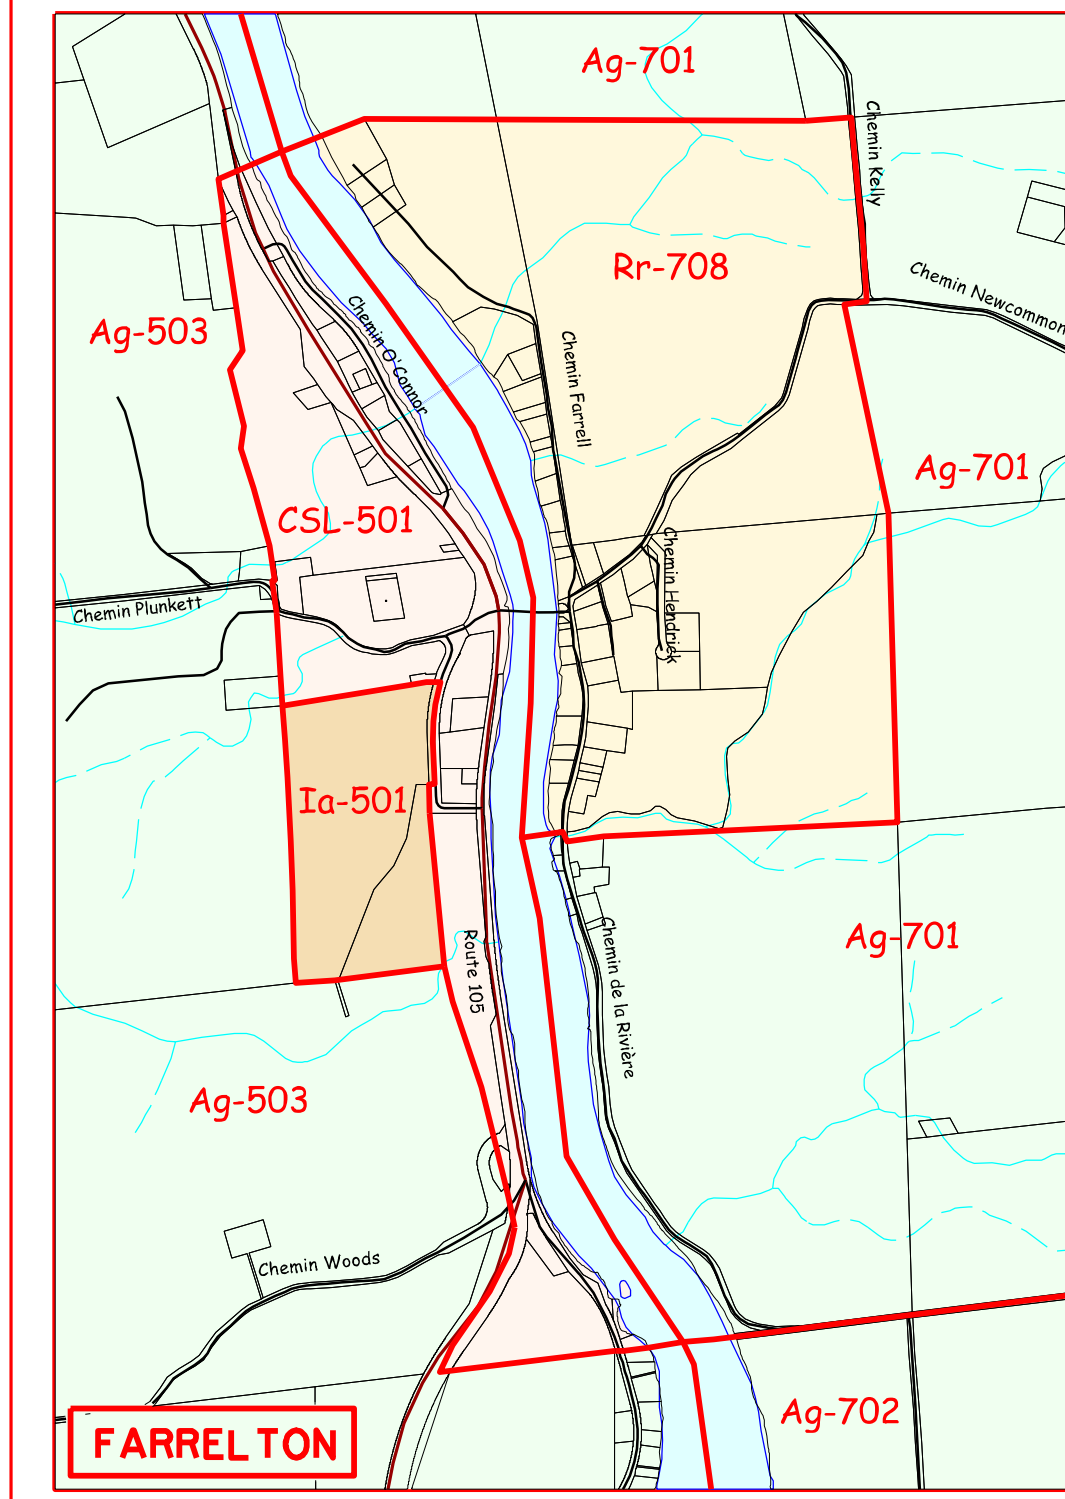 Ag-701
Chemin Kelly
Rr-708
Chemin Newcommon
Ag-503
Chemin O'Connor
Chemin Farrell
Ag-701
CSL-501
Chemin Hendrick
Chemin Plunkett
Ia-501
Ag-701
Route 105
Chemin de la Rivière
Ag-503
Chemin Woods
Ag-702
FARRELTON